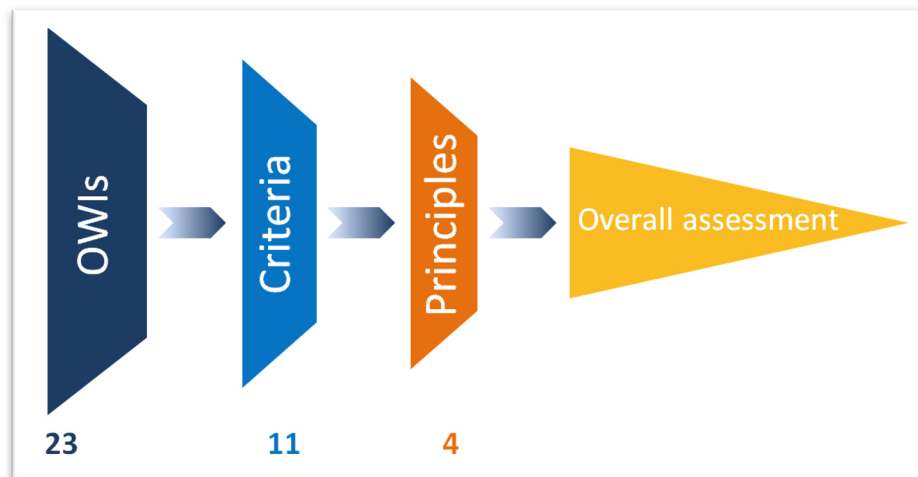 OWIs
Criteria
Principles
Overall assessment
23
11
4